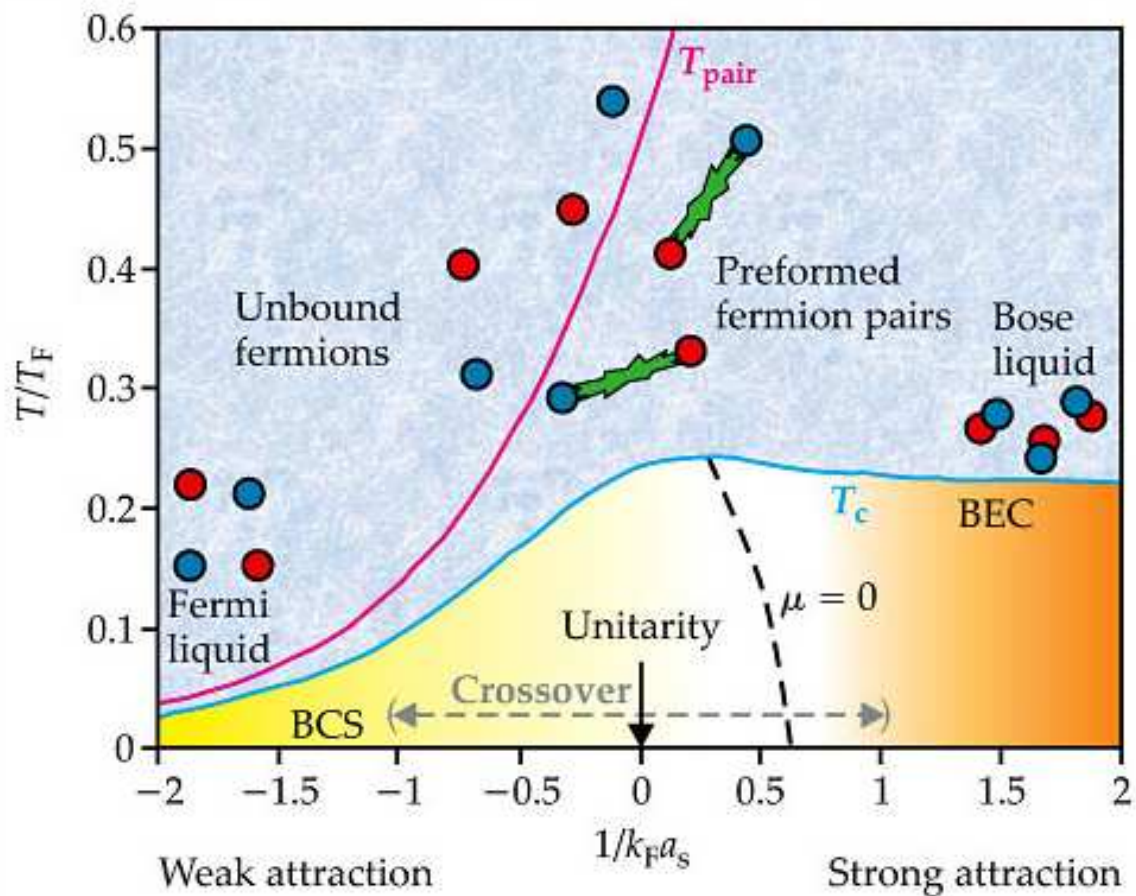 0.6
0.5
0.4
0.3
0.2
0.1
0
T/T_F
T_pair
Unbound
fermions
Preformed
fermion pairs
Bose
liquid
T_c
BEC
Fermi
liquid
Unitarity
μ = 0
Crossover
BCS
−2 −1.5 −1 −0.5 0 0.5 1 1.5 2
1/k_F a_s
Weak attraction Strong attraction